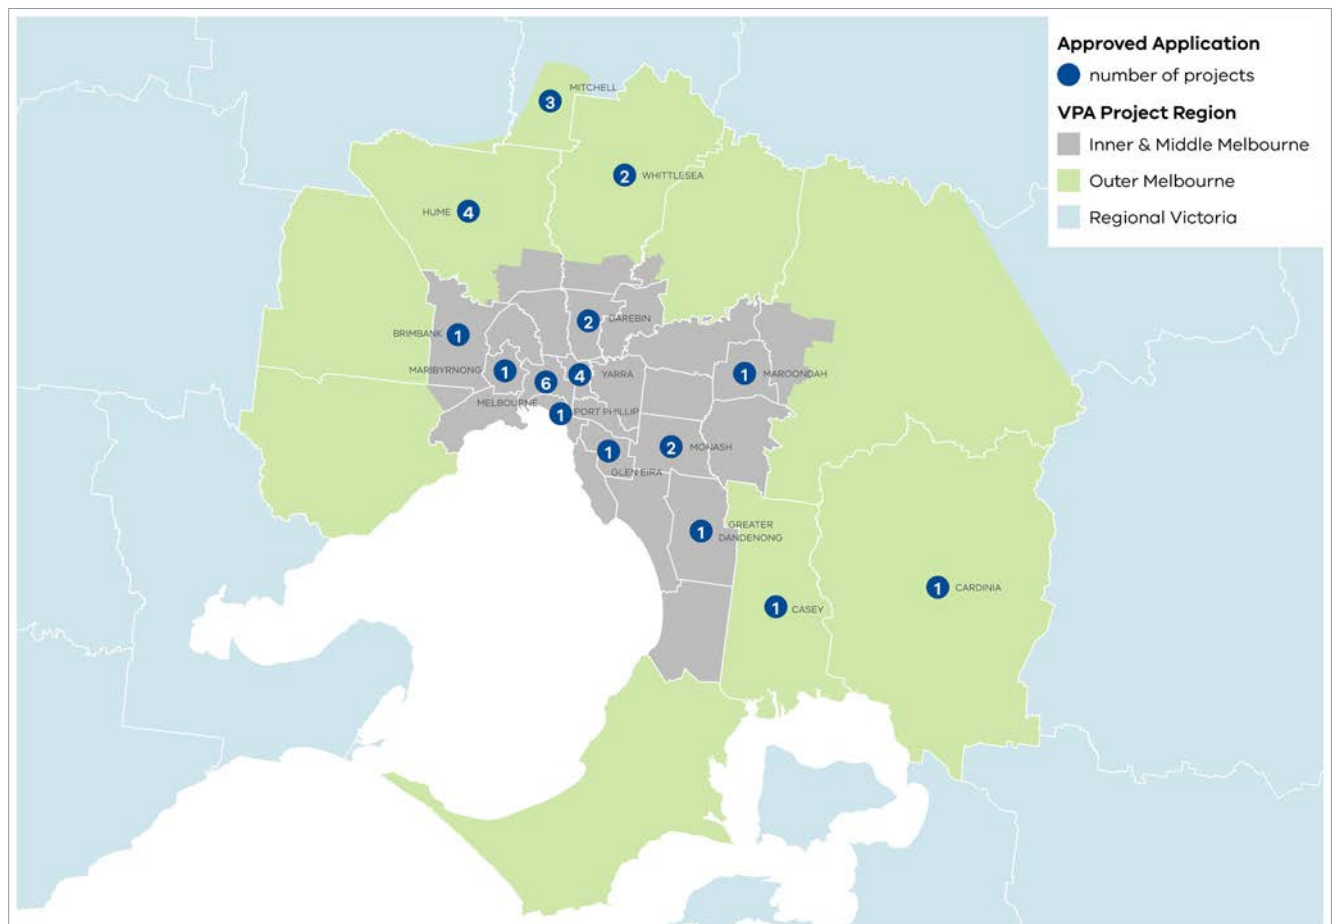 Approved Application
number of projects
VPA Project Region
Inner & Middle Melbourne
Outer Melbourne
Regional Victoria
MITCHELL
3
2 WHITTLESEA
HUME 4
2 DAREBIN
BRIMBANK 1
MARIBYRNONG 1
4 YARRA
1 MAROONDAH
6
MELBOURNE
1 PORT PHILLIP
2 MONASH
1
GLEN EIRA
1 GREATER
DANDENONG
1 CARDINIA
1 CASEY